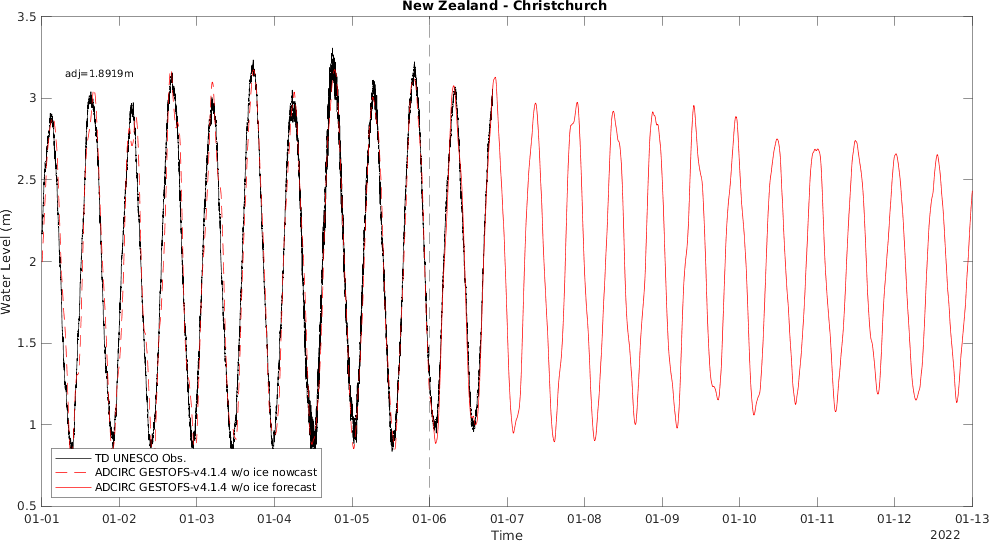 New Zealand - Christchurch
3.5
adj=1.8919m
3
2.5
Water Level (m)
2
1.5
1
TD UNESCO Obs.
ADCIRC GESTOFS-v4.1.4 w/o ice nowcast
ADCIRC GESTOFS-v4.1.4 w/o ice forecast
0.5
01-01 01-02 01-03 01-04 01-05 01-06 01-07 01-08 01-09 01-10 01-11 01-12 01-13
Time
2022